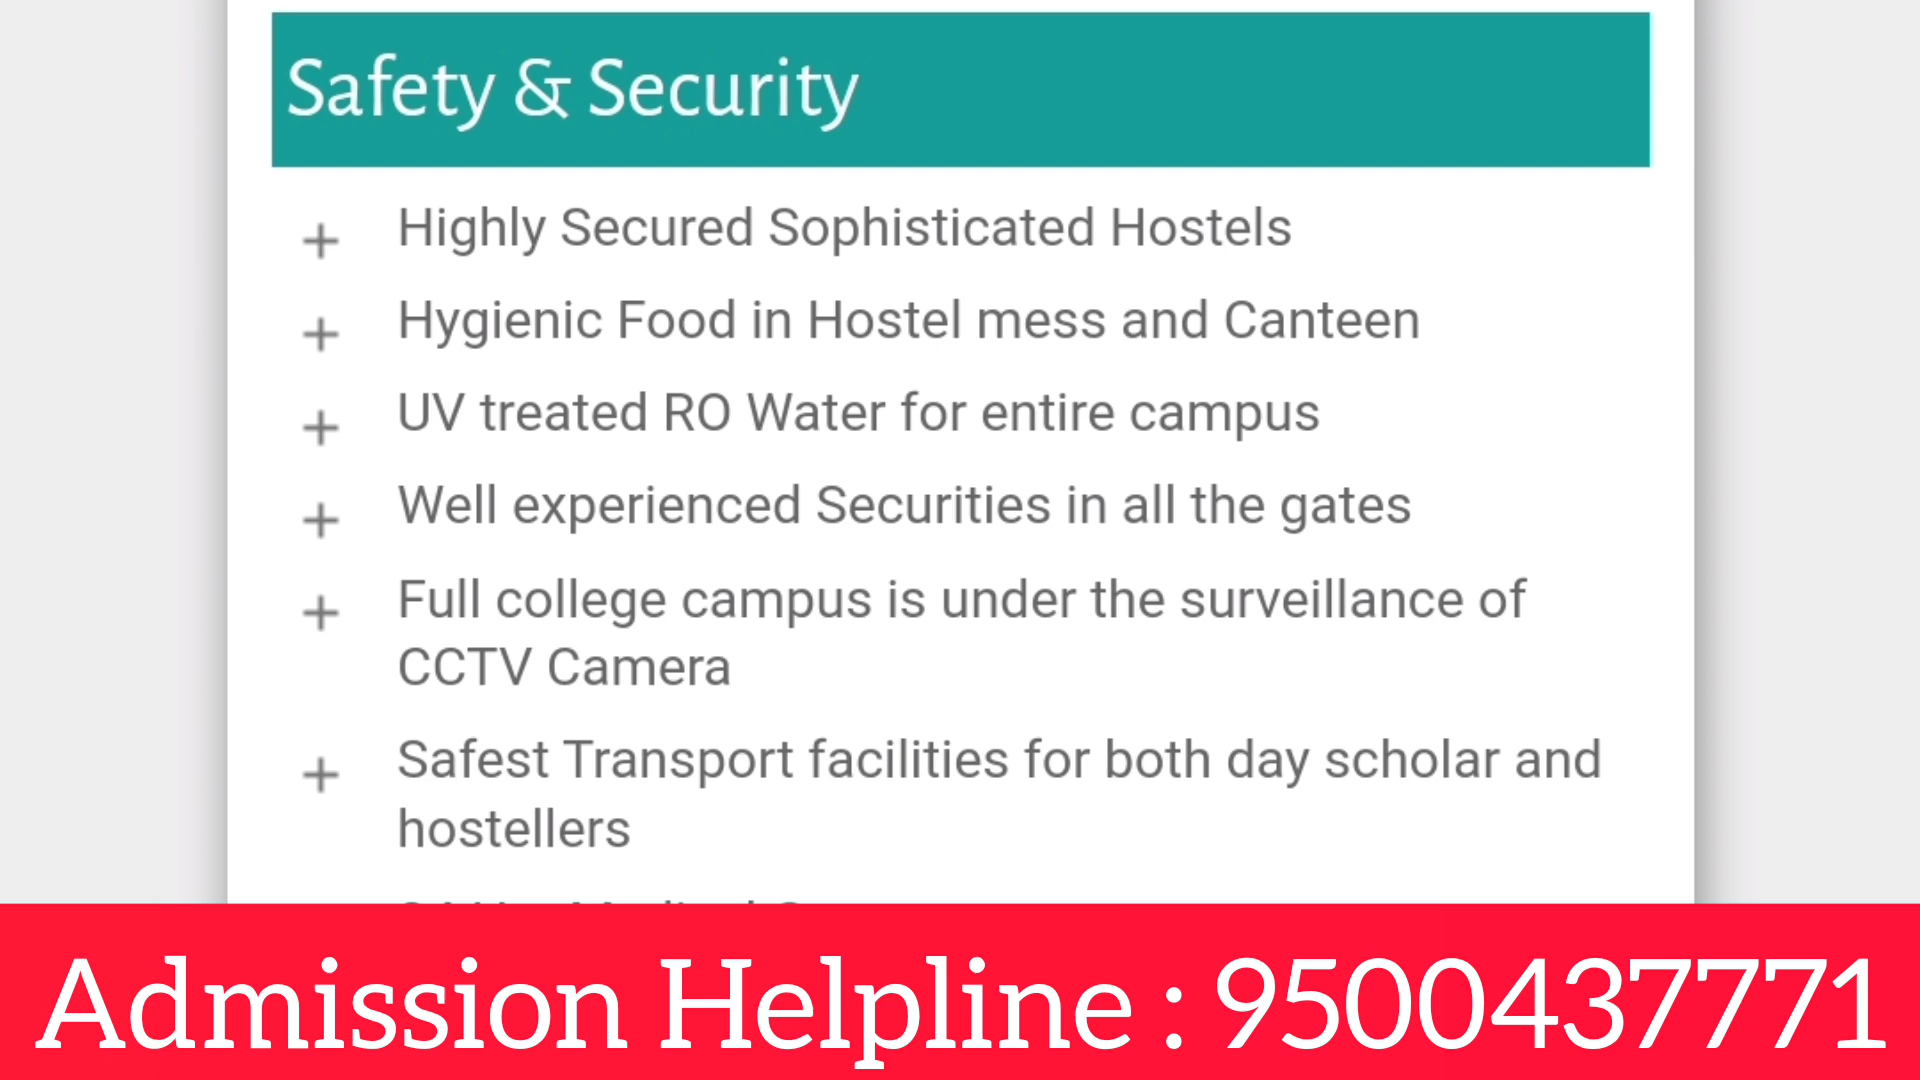 Safety & Security
+ Highly Secured Sophisticated Hostels
+ Hygienic Food in Hostel mess and Canteen
+ UV treated RO Water for entire campus
+ Well experienced Securities in all the gates
+ Full college campus is under the surveillance of
CCTV Camera
+ Safest Transport facilities for both day scholar and
hostellers
Admission Helpline : 9500437771